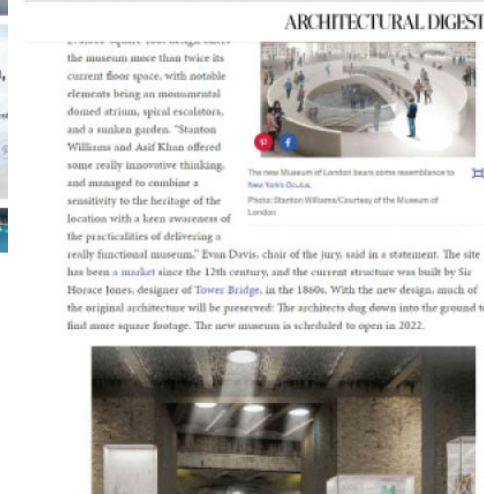 ARCHITECTURAL DIGEST
the museum more than twice its
current floor space, with notable
elements being an monumental
domed atrium, spiral escalators,
and a sunken garden. "Stanton
Williams and Asif Khan offered
some really innovative thinking,
and managed to combine a
sensitivity to the heritage of the
location with a keen awareness of
the practicalities of delivering a
The new Museum of London bears some resemblance to
New York's Oculus.
Photo: Stanton Williams/Courtesy of the Museum of
London
really functional museum," Evan Davis, chair of the jury, said in a statement. The site
has been a market since the 12th century, and the current structure was built by Sir
Horace Jones, designer of Tower Bridge, in the 1860s. With the new design, much of
the original architecture will be preserved: The architects dug down into the ground to
find more square footage. The new museum is scheduled to open in 2022.